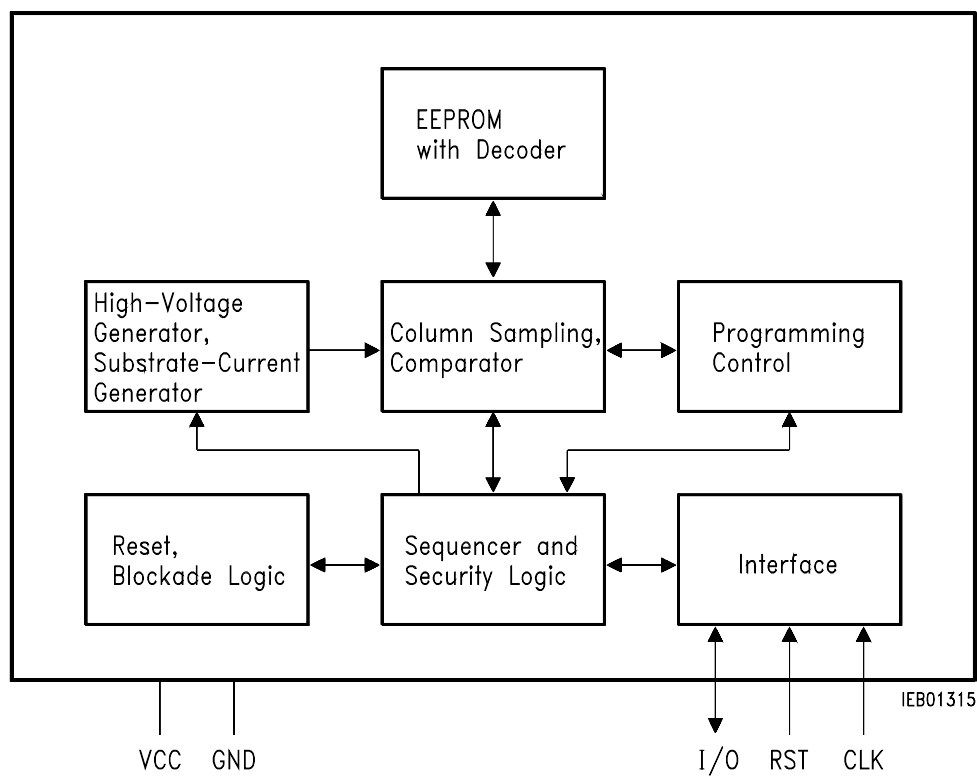 EEPROM
with Decoder
High-Voltage
Generator,
Substrate-Current
Generator
Column Sampling,
Comparator
Programming
Control
Reset,
Blockade Logic
Sequencer and
Security Logic
Interface
IEB01315
VCC
GND
I/O
RST
CLK